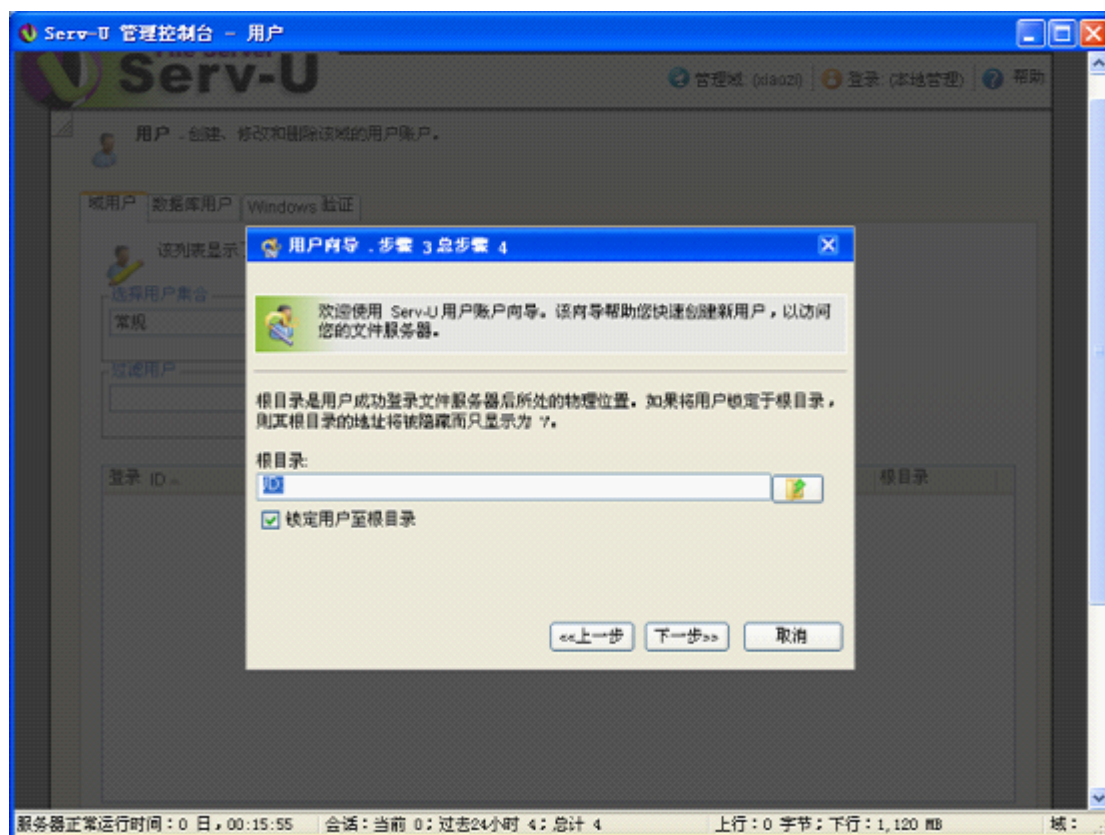 Serv-U 管理控制台 - 用户
Serv-U
管理域: (xiaozi) 登录: (本地管理) 帮助
用户 - 创建、修改和删除该域的用户账户。
域用户 数据库用户 Windows 验证
该列表显示
选择用户集合
常规
过滤用户
登录 ID
根目录
用户向导 - 步骤 3 总步骤 4
欢迎使用 Serv-U 用户账户向导。该向导帮助您快速创建新用户，以访问
您的文件服务器。
根目录是用户成功登录文件服务器后所处的物理位置。如果将用户锁定于根目录，
则其根目录的地址将被隐藏而只显示为 '/'。
根目录:
锁定用户至根目录
<<上一步 下一步>> 取消
服务器正常运行时间：0 日，00:15:55 会话：当前 0；过去24小时 4；总计 4 上行：0 字节；下行：1,120 MB 域：